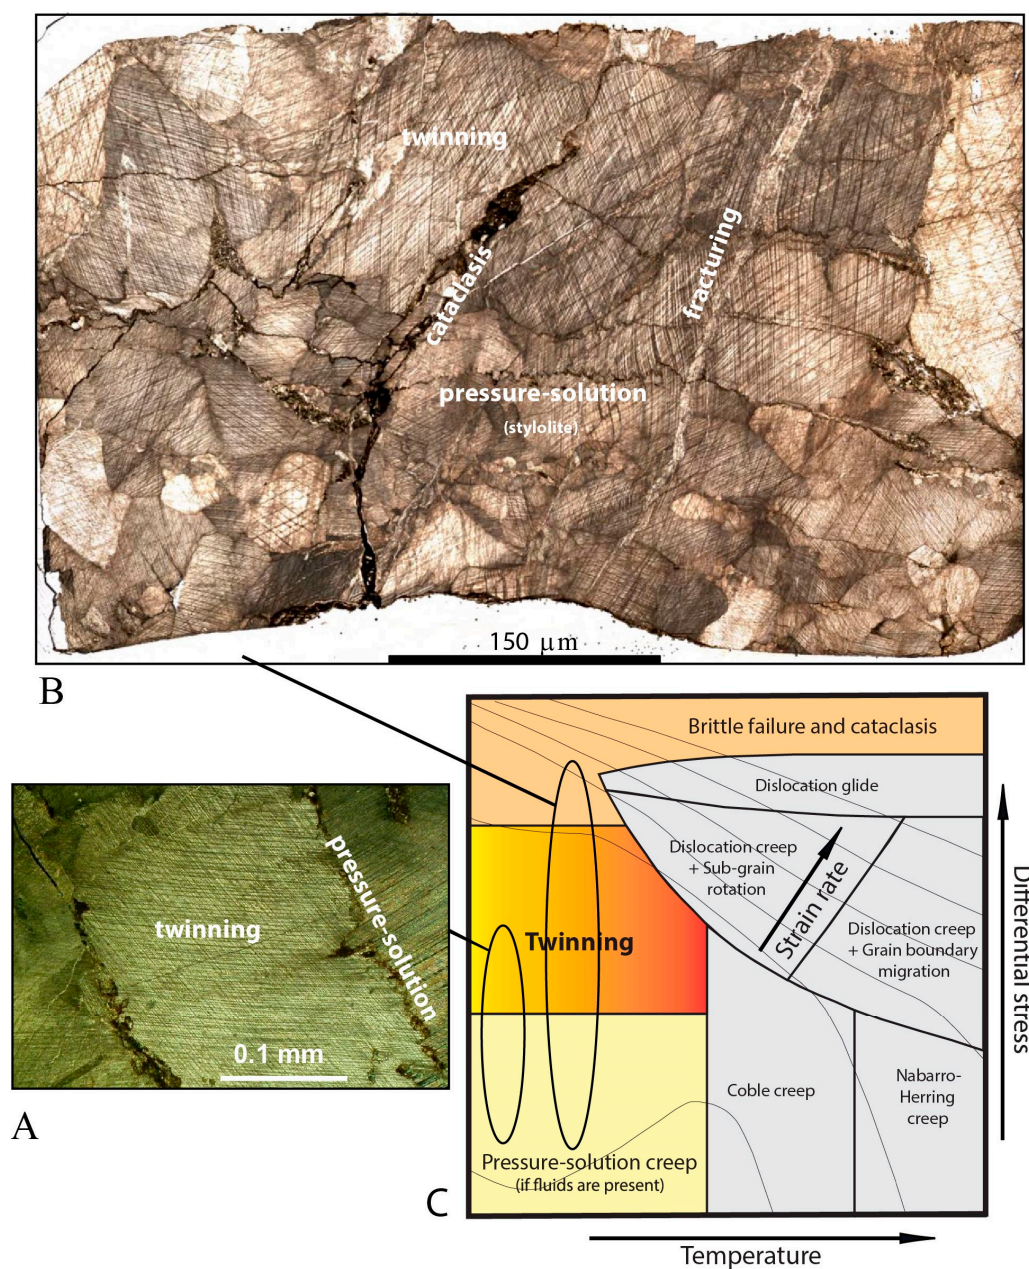 twinning
cataclasis
fracturing
pressure-solution
(stylolite)
150 μm
B
twinning
pressure-solution
0.1 mm
A
Brittle failure and cataclasis
Dislocation glide
Dislocation creep
+ Sub-grain
rotation
Strain rate
Dislocation creep
+ Grain boundary
migration
Twinning
Coble creep
Nabarro-
Herring
creep
Pressure-solution creep
(if fluids are present)
C
Differential stress
Temperature